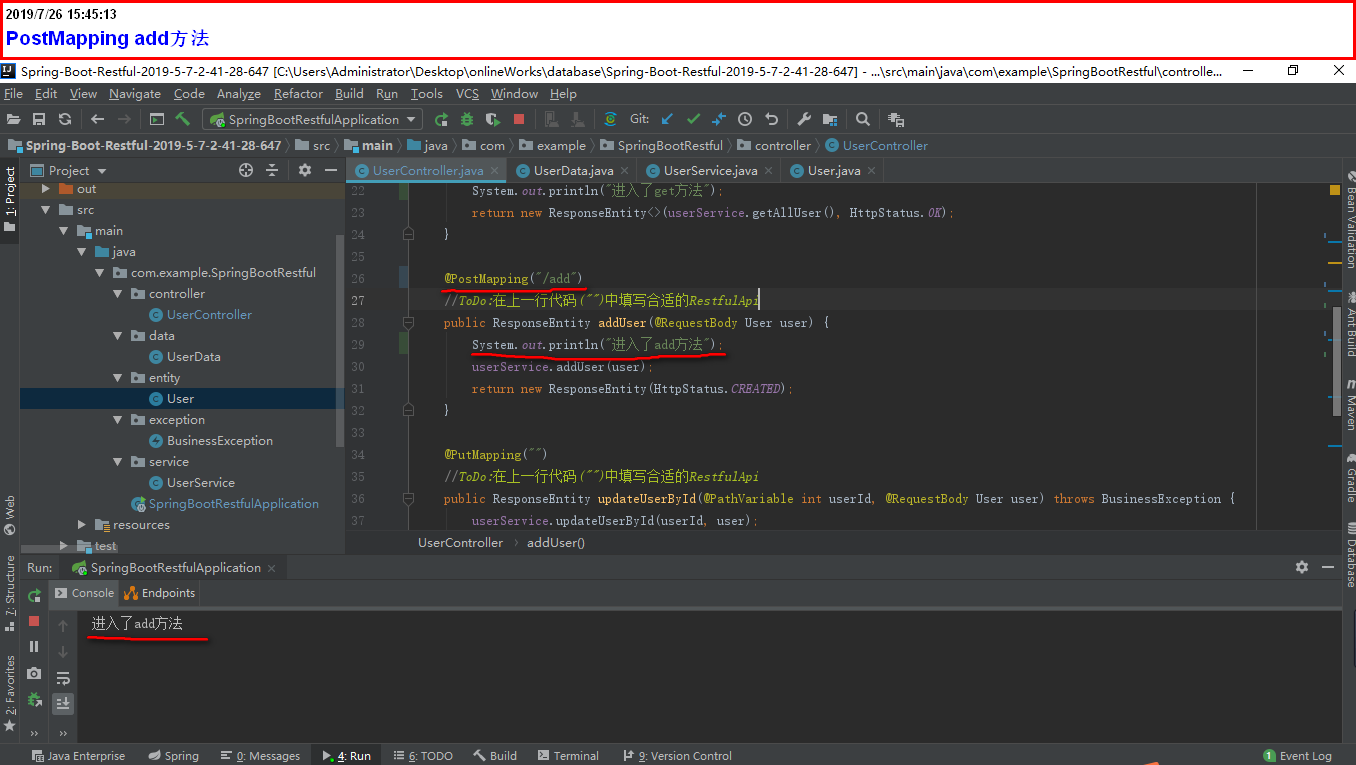 2019/7/26 15:45:13
PostMapping add方法
Spring-Boot-Restful-2019-5-7-2-41-28-647 [C:\Users\Administrator\Desktop\onlineWorks\database\Spring-Boot-Restful-2019-5-7-2-41-28-647] - ...\src\main\java\com\example\SpringBootRestful\controlle...
File Edit View Navigate Code Analyze Refactor Build Run Tools VCS Window Help
SpringBootRestfulApplication Git:
Spring-Boot-Restful-2019-5-7-2-41-28-647 src main java com example SpringBootRestful controller UserController
1: Project
Project
out
src
main
java
com.example.SpringBootRestful
controller
UserController
data
UserData
entity
User
exception
BusinessException
service
UserService
SpringBootRestfulApplication
resources
test
UserController.java UserData.java UserService.java User.java
22 System.out.println("进入了get方法");
23 return new ResponseEntity<>(userService.getAllUser(), HttpStatus.OK);
24 }
25
26 @PostMapping("/add")
27 //ToDo:在上一行代码("")中填写合适的RestfulApi
28 public ResponseEntity addUser(@RequestBody User user) {
29 System.out.println("进入了add方法");
30 userService.addUser(user);
31 return new ResponseEntity(HttpStatus.CREATED);
32 }
33
34 @PutMapping("")
35 //ToDo:在上一行代码("")中填写合适的RestfulApi
36 public ResponseEntity updateUserById(@PathVariable int userId, @RequestBody User user) throws BusinessException {
37 userService.updateUserById(userId, user);
UserController › addUser()
Bean Validation
Ant Build
Maven
Gradle
Database
Web
7: Structure
2: Favorites
Run: SpringBootRestfulApplication
Console Endpoints
进入了add方法
Java Enterprise Spring 0: Messages 4: Run 6: TODO Build Terminal 9: Version Control 1 Event Log